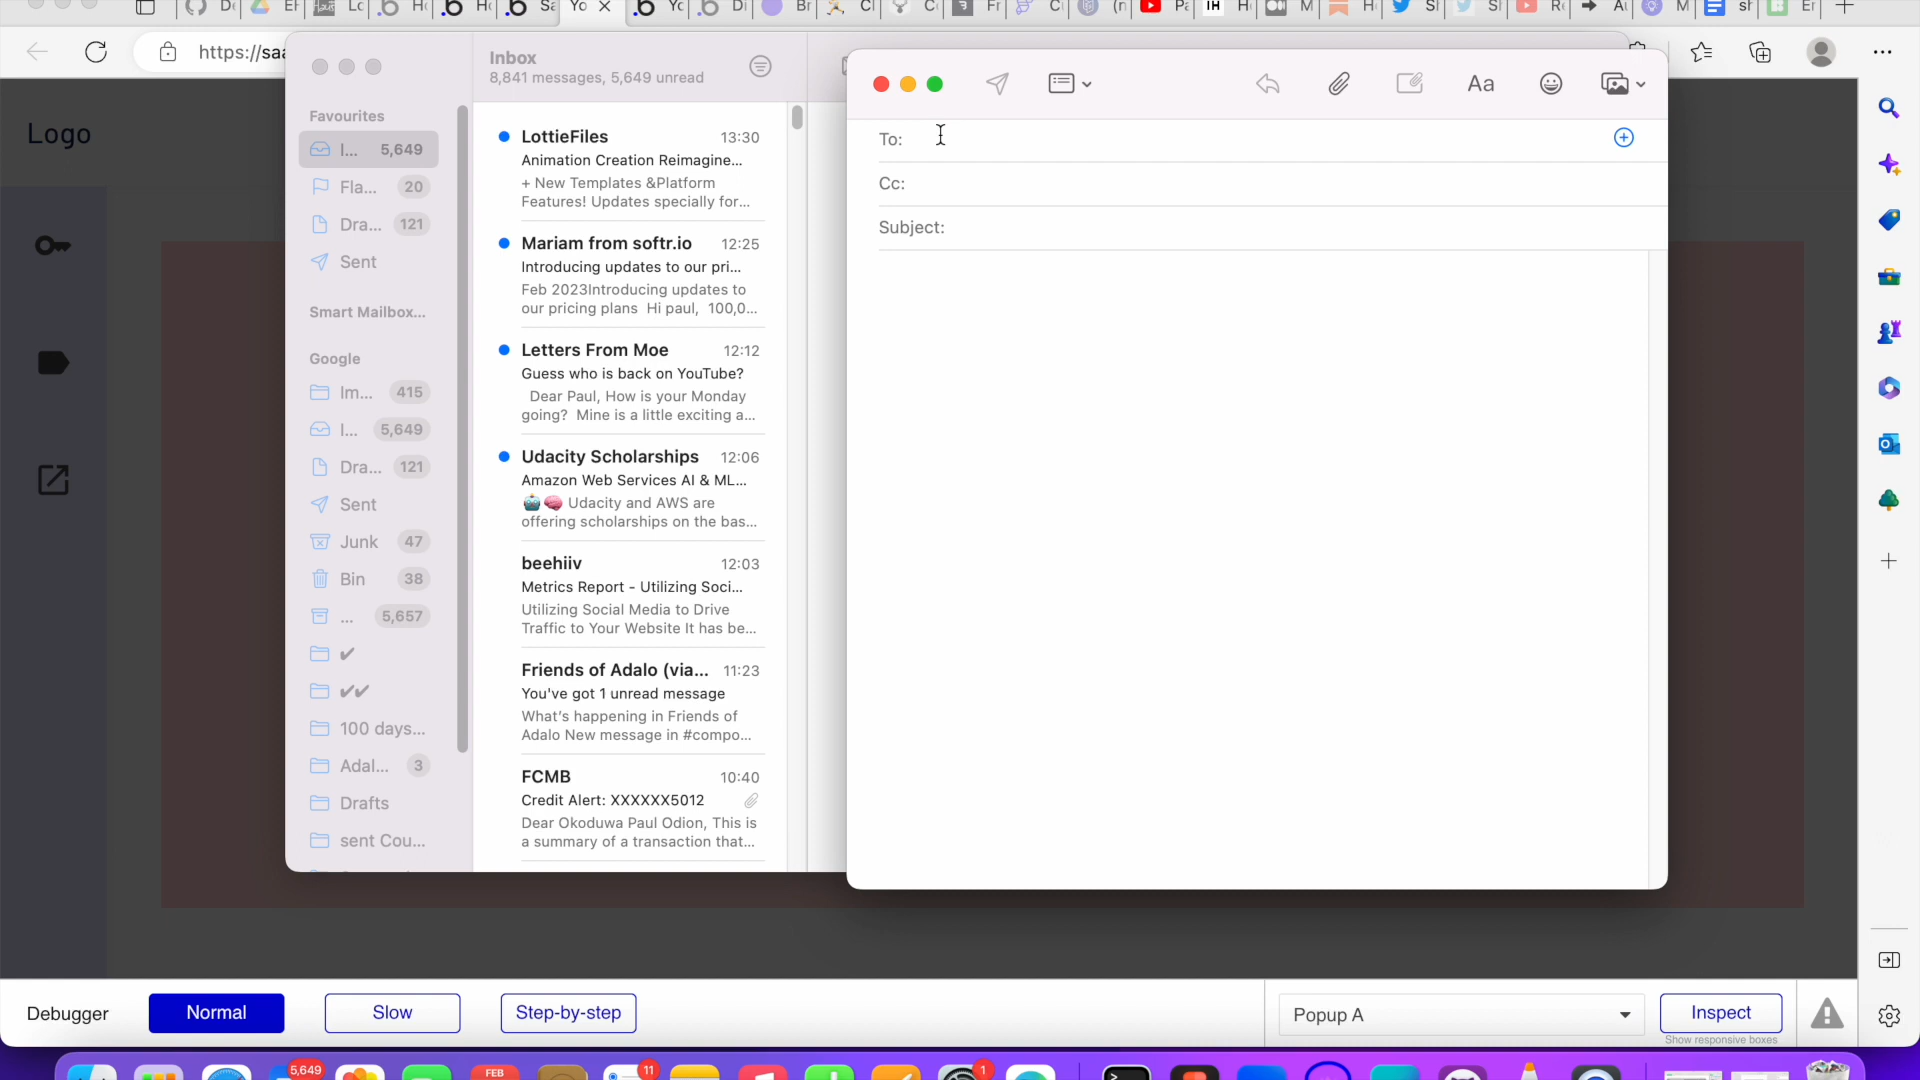 https://saa
Logo
Inbox
8,841 messages, 5,649 unread
Favourites
I... 5,649
Fla... 20
Dra... 121
Sent
Smart Mailbox...
Google
Im... 415
I... 5,649
Dra... 121
Sent
Junk 47
Bin 38
... 5,657
✔
✔✔
100 days...
Adal... 3
Drafts
sent Cou...
LottieFiles 13:30
Animation Creation Reimagine...
+ New Templates &Platform
Features! Updates specially for...
Mariam from softr.io 12:25
Introducing updates to our pri...
Feb 2023Introducing updates to
our pricing plans Hi paul, 100,0...
Letters From Moe 12:12
Guess who is back on YouTube?
Dear Paul, How is your Monday
going? Mine is a little exciting a...
Udacity Scholarships 12:06
Amazon Web Services AI & ML...
🤖🧠 Udacity and AWS are
offering scholarships on the bas...
beehiiv 12:03
Metrics Report - Utilizing Soci...
Utilizing Social Media to Drive
Traffic to Your Website It has be...
Friends of Adalo (via... 11:23
You've got 1 unread message
What's happening in Friends of
Adalo New message in #compo...
FCMB 10:40
Credit Alert: XXXXXX5012
Dear Okoduwa Paul Odion, This is
a summary of a transaction that...
Aa
To:
Cc:
Subject:
Debugger Normal Slow Step-by-step
Popup A Inspect
Show responsive boxes
5,649
FEB
11
1